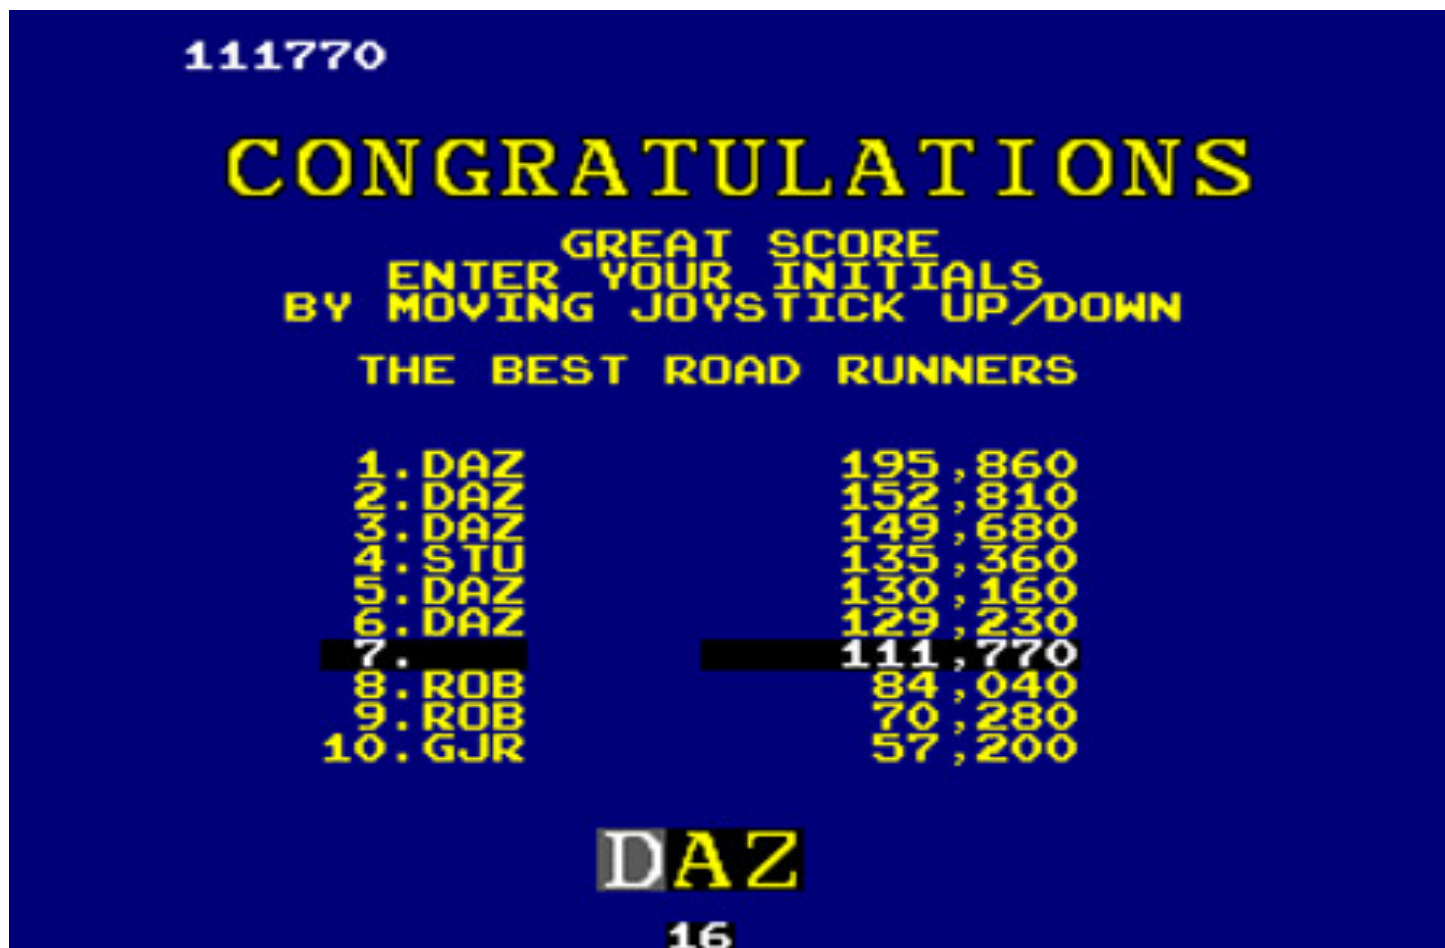 111770
CONGRATULATIONS
GREAT SCORE
ENTER YOUR INITIALS
BY MOVING JOYSTICK UP/DOWN
THE BEST ROAD RUNNERS
1.DAZ 195,860
2.DAZ 152,810
3.DAZ 149,680
4.STU 135,360
5.DAZ 130,160
6.DAZ 129,230
7. 111,770
8.ROB 84,040
9.ROB 70,280
10.GJR 57,200
DAZ
16